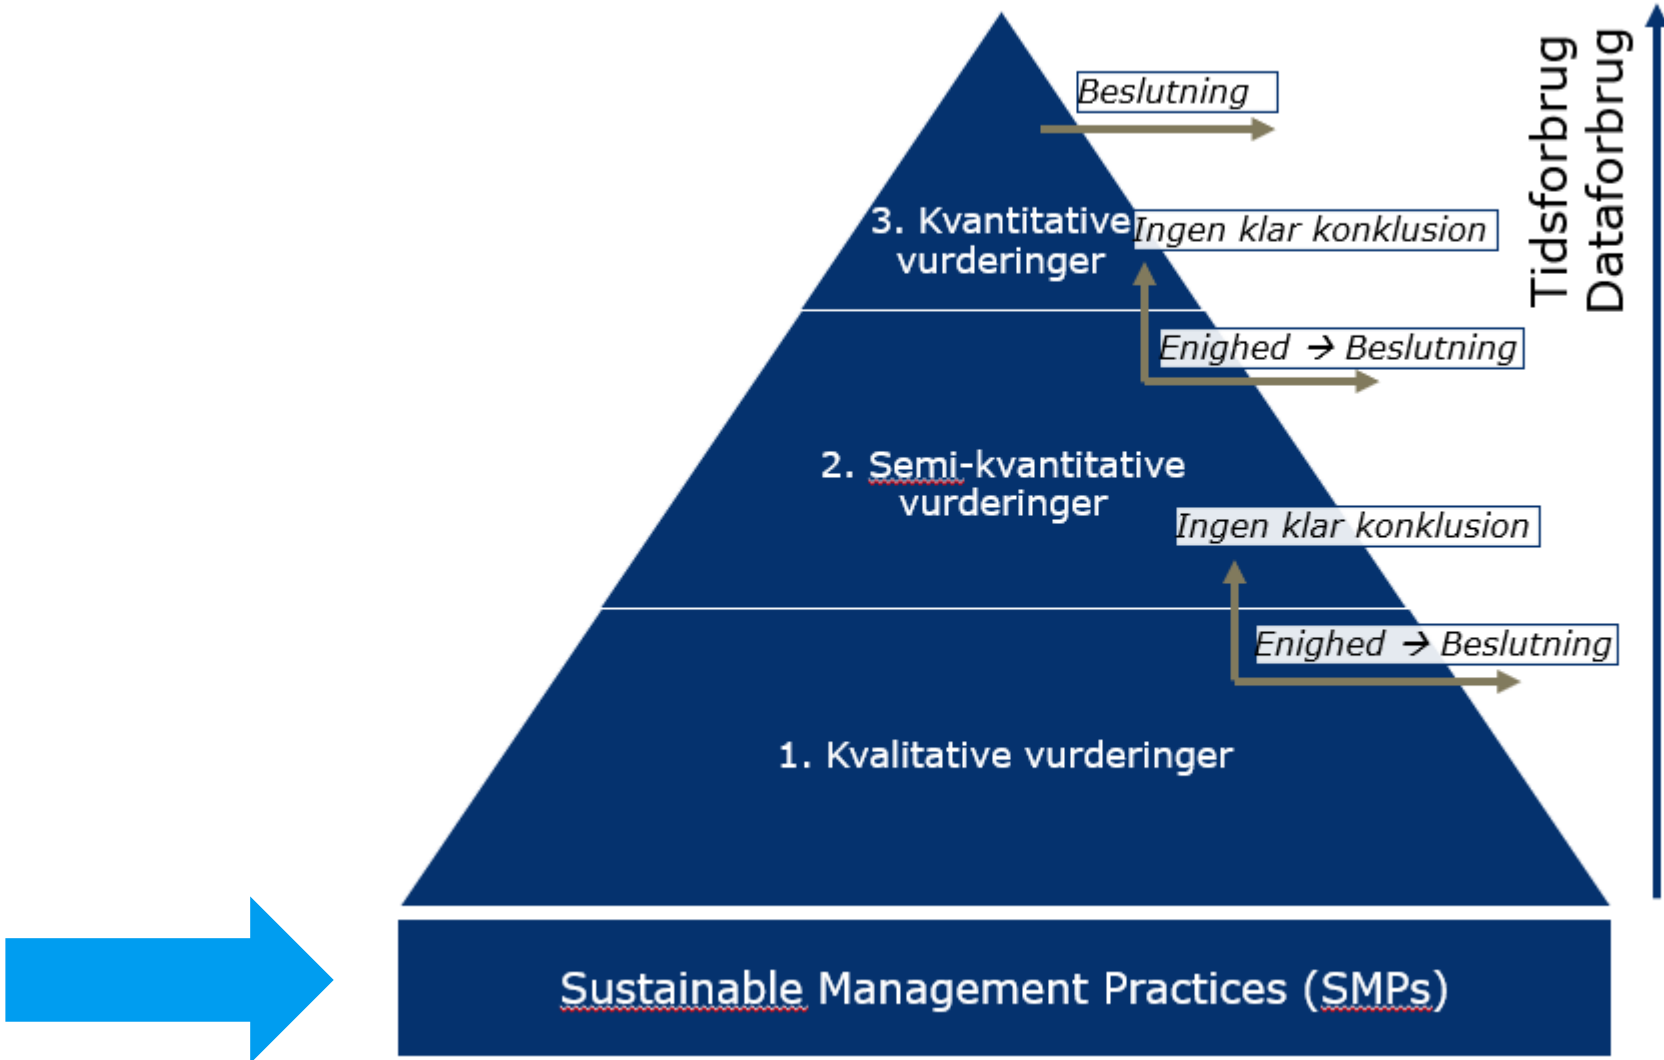 Beslutning
3. Kvantitative
vurderinger
Ingen klar konklusion
Enighed → Beslutning
2. Semi-kvantitative
vurderinger
Ingen klar konklusion
Enighed → Beslutning
1. Kvalitative vurderinger
Sustainable Management Practices (SMPs)
Tidsforbrug
Dataforbrug